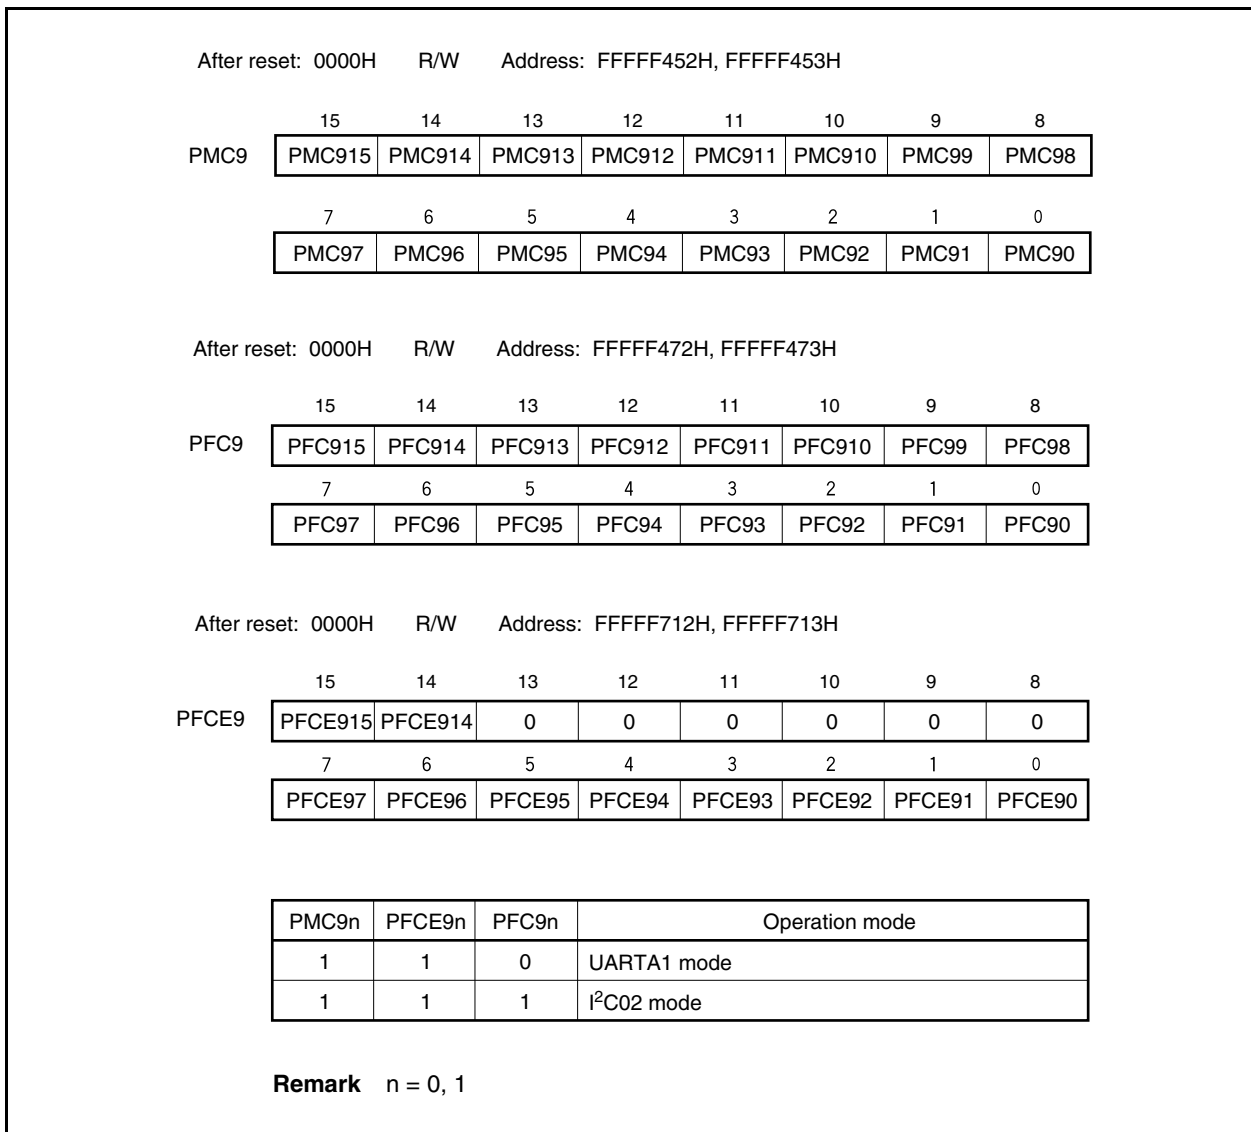 After reset: 0000H R/W Address: FFFFF452H, FFFFF453H
15 14 13 12 11 10 9 8
PMC9 PMC915 PMC914 PMC913 PMC912 PMC911 PMC910 PMC99 PMC98
7 6 5 4 3 2 1 0
PMC97 PMC96 PMC95 PMC94 PMC93 PMC92 PMC91 PMC90
After reset: 0000H R/W Address: FFFFF472H, FFFFF473H
15 14 13 12 11 10 9 8
PFC9 PFC915 PFC914 PFC913 PFC912 PFC911 PFC910 PFC99 PFC98
7 6 5 4 3 2 1 0
PFC97 PFC96 PFC95 PFC94 PFC93 PFC92 PFC91 PFC90
After reset: 0000H R/W Address: FFFFF712H, FFFFF713H
15 14 13 12 11 10 9 8
PFCE9 PFCE915 PFCE914 0 0 0 0 0 0
7 6 5 4 3 2 1 0
PFCE97 PFCE96 PFCE95 PFCE94 PFCE93 PFCE92 PFCE91 PFCE90
PMC9n PFCE9n PFC9n Operation mode
1 1 0 UARTA1 mode
1 1 1 I²C02 mode
Remark n = 0, 1